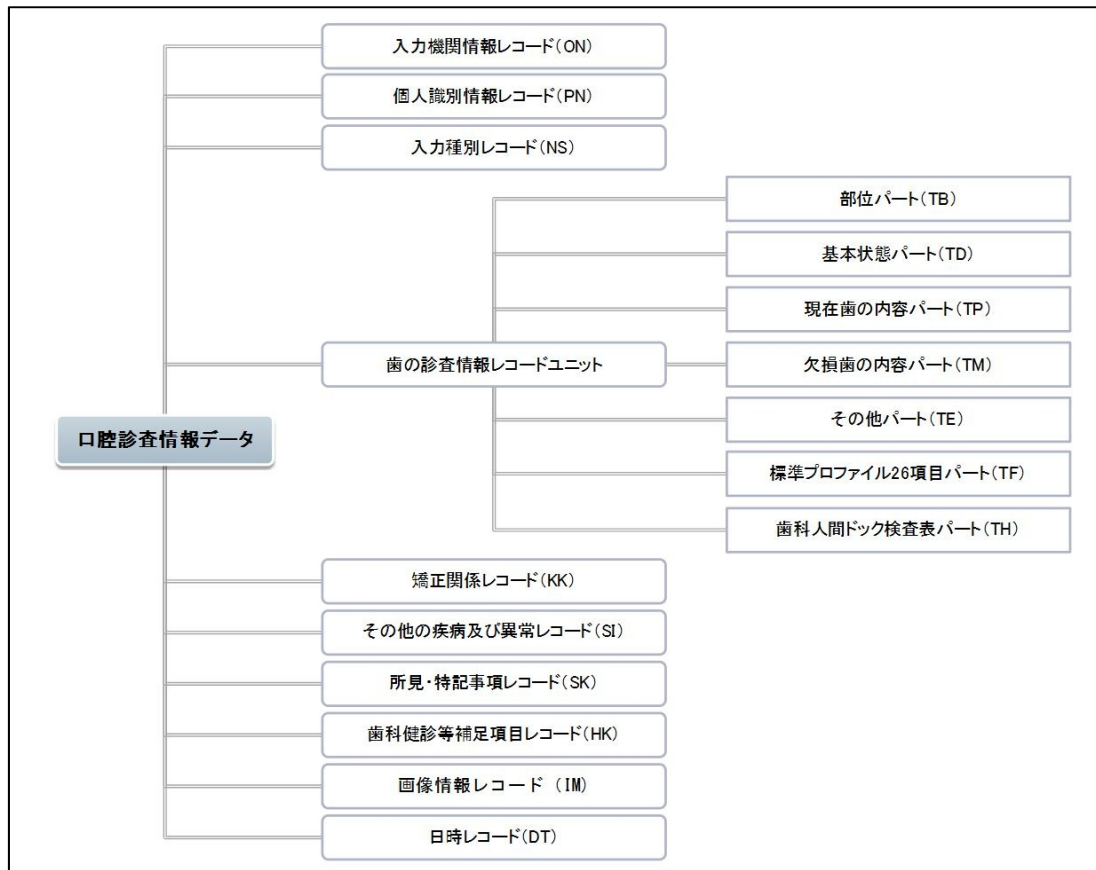 入力機関情報レコード(ON)
個人識別情報レコード(PN)
入力種別レコード(NS)
部位パート(TB)
基本状態パート(TD)
現在歯の内容パート(TP)
歯の診査情報レコードユニット
欠損歯の内容パート(TM)
その他パート(TE)
口腔診査情報データ
標準プロファイル26項目パート(TF)
歯科人間ドック検査表パート(TH)
矯正関係レコード(KK)
その他の疾病及び異常レコード(SI)
所見・特記事項レコード(SK)
歯科健診等補足項目レコード(HK)
画像情報レコード (IM)
日時レコード(DT)